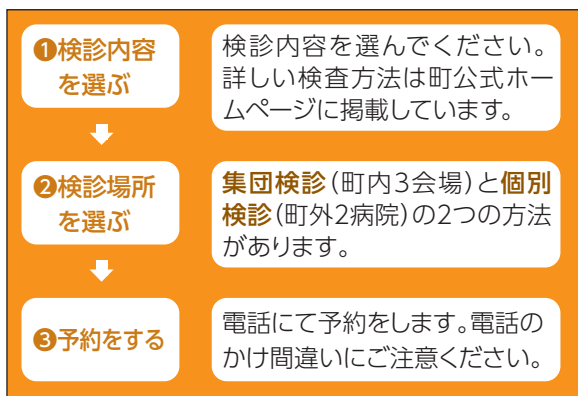 ❶検診内容
を選ぶ
検診内容を選んでください。
詳しい検査方法は町公式ホー
ムページに掲載しています。
❷検診場所
を選ぶ
集団検診(町内3会場)と個別
検診(町外2病院)の2つの方法
があります。
❸予約をする
電話にて予約をします。電話の
かけ間違いにご注意ください。